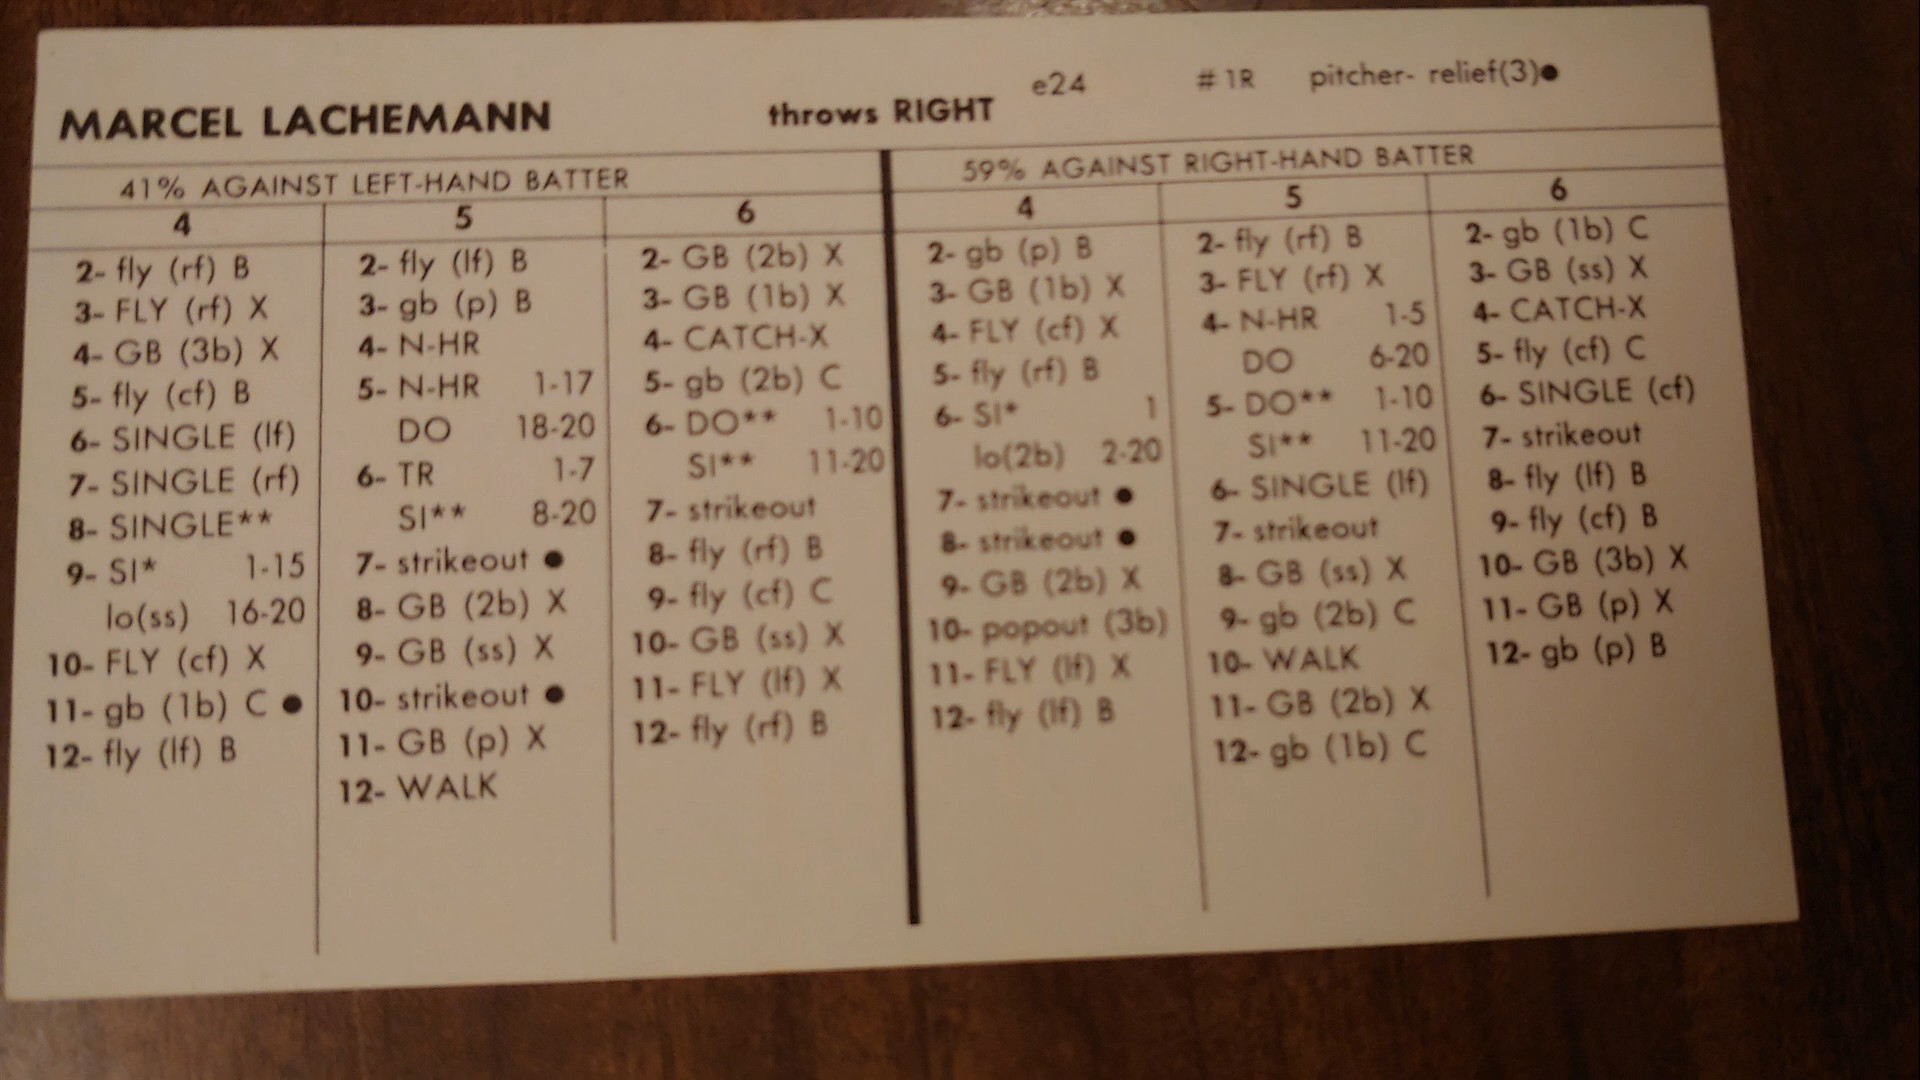 MARCEL LACHEMANN throws RIGHT e24 #1R pitcher- relief(3)●
41% AGAINST LEFT-HAND BATTER
4
2- fly (rf) B
3- FLY (rf) X
4- GB (3b) X
5- fly (cf) B
6- SINGLE (lf)
7- SINGLE (rf)
8- SINGLE**
9- SI* 1-15
lo(ss) 16-20
10- FLY (cf) X
11- gb (1b) C ●
12- fly (lf) B
5
2- fly (lf) B
3- gb (p) B
4- N-HR
5- N-HR 1-17
DO 18-20
6- TR 1-7
SI** 8-20
7- strikeout ●
8- GB (2b) X
9- GB (ss) X
10- strikeout ●
11- GB (p) X
12- WALK
6
2- GB (2b) X
3- GB (1b) X
4- CATCH-X
5- gb (2b) C
6- DO** 1-10
SI** 11-20
7- strikeout
8- fly (rf) B
9- fly (cf) C
10- GB (ss) X
11- FLY (lf) X
12- fly (rf) B
59% AGAINST RIGHT-HAND BATTER
4
2- gb (p) B
3- GB (1b) X
4- FLY (cf) X
5- fly (rf) B
6- SI* 1
lo(2b) 2-20
7- strikeout ●
8- strikeout ●
9- GB (2b) X
10- popout (3b)
11- FLY (lf) X
12- fly (lf) B
5
2- fly (rf) B
3- FLY (rf) X
4- N-HR 1-5
DO 6-20
5- DO** 1-10
SI** 11-20
6- SINGLE (lf)
7- strikeout
8- GB (ss) X
9- gb (2b) C
10- WALK
11- GB (2b) X
12- gb (1b) C
6
2- gb (1b) C
3- GB (ss) X
4- CATCH-X
5- fly (cf) C
6- SINGLE (cf)
7- strikeout
8- fly (lf) B
9- fly (cf) B
10- GB (3b) X
11- GB (p) X
12- gb (p) B